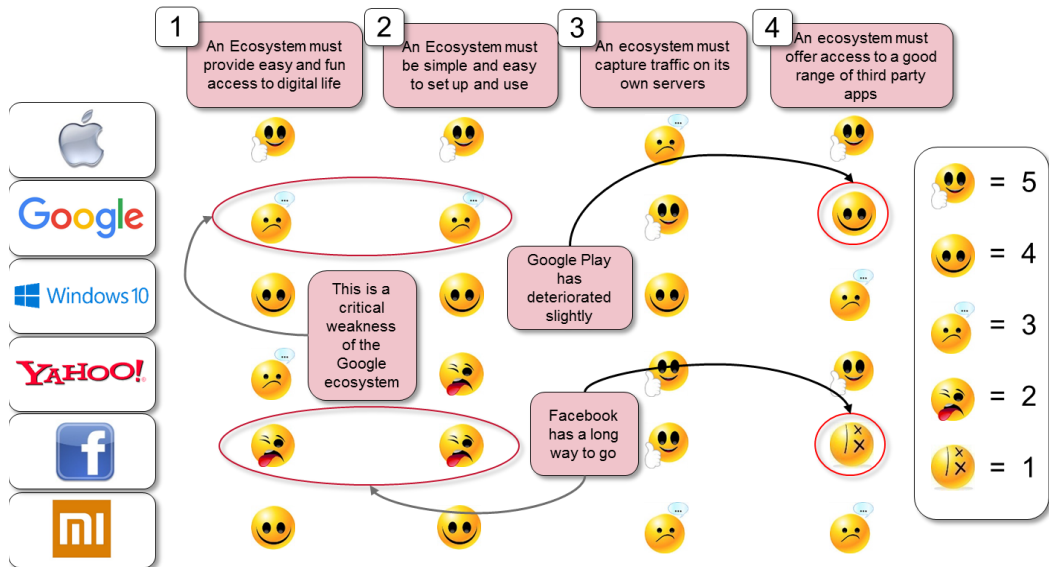 1
An Ecosystem must
provide easy and fun
access to digital life
2
An Ecosystem must
be simple and easy
to set up and use
3
An ecosystem must
capture traffic on its
own servers
4
An ecosystem must
offer access to a good
range of third party
apps
Google
Windows 10
YAHOO!
f
mi
Google Play
has
deteriorated
slightly
This is a
critical
weakness
of the
Google
ecosystem
Facebook
has a long
way to go
= 5
= 4
= 3
= 2
= 1